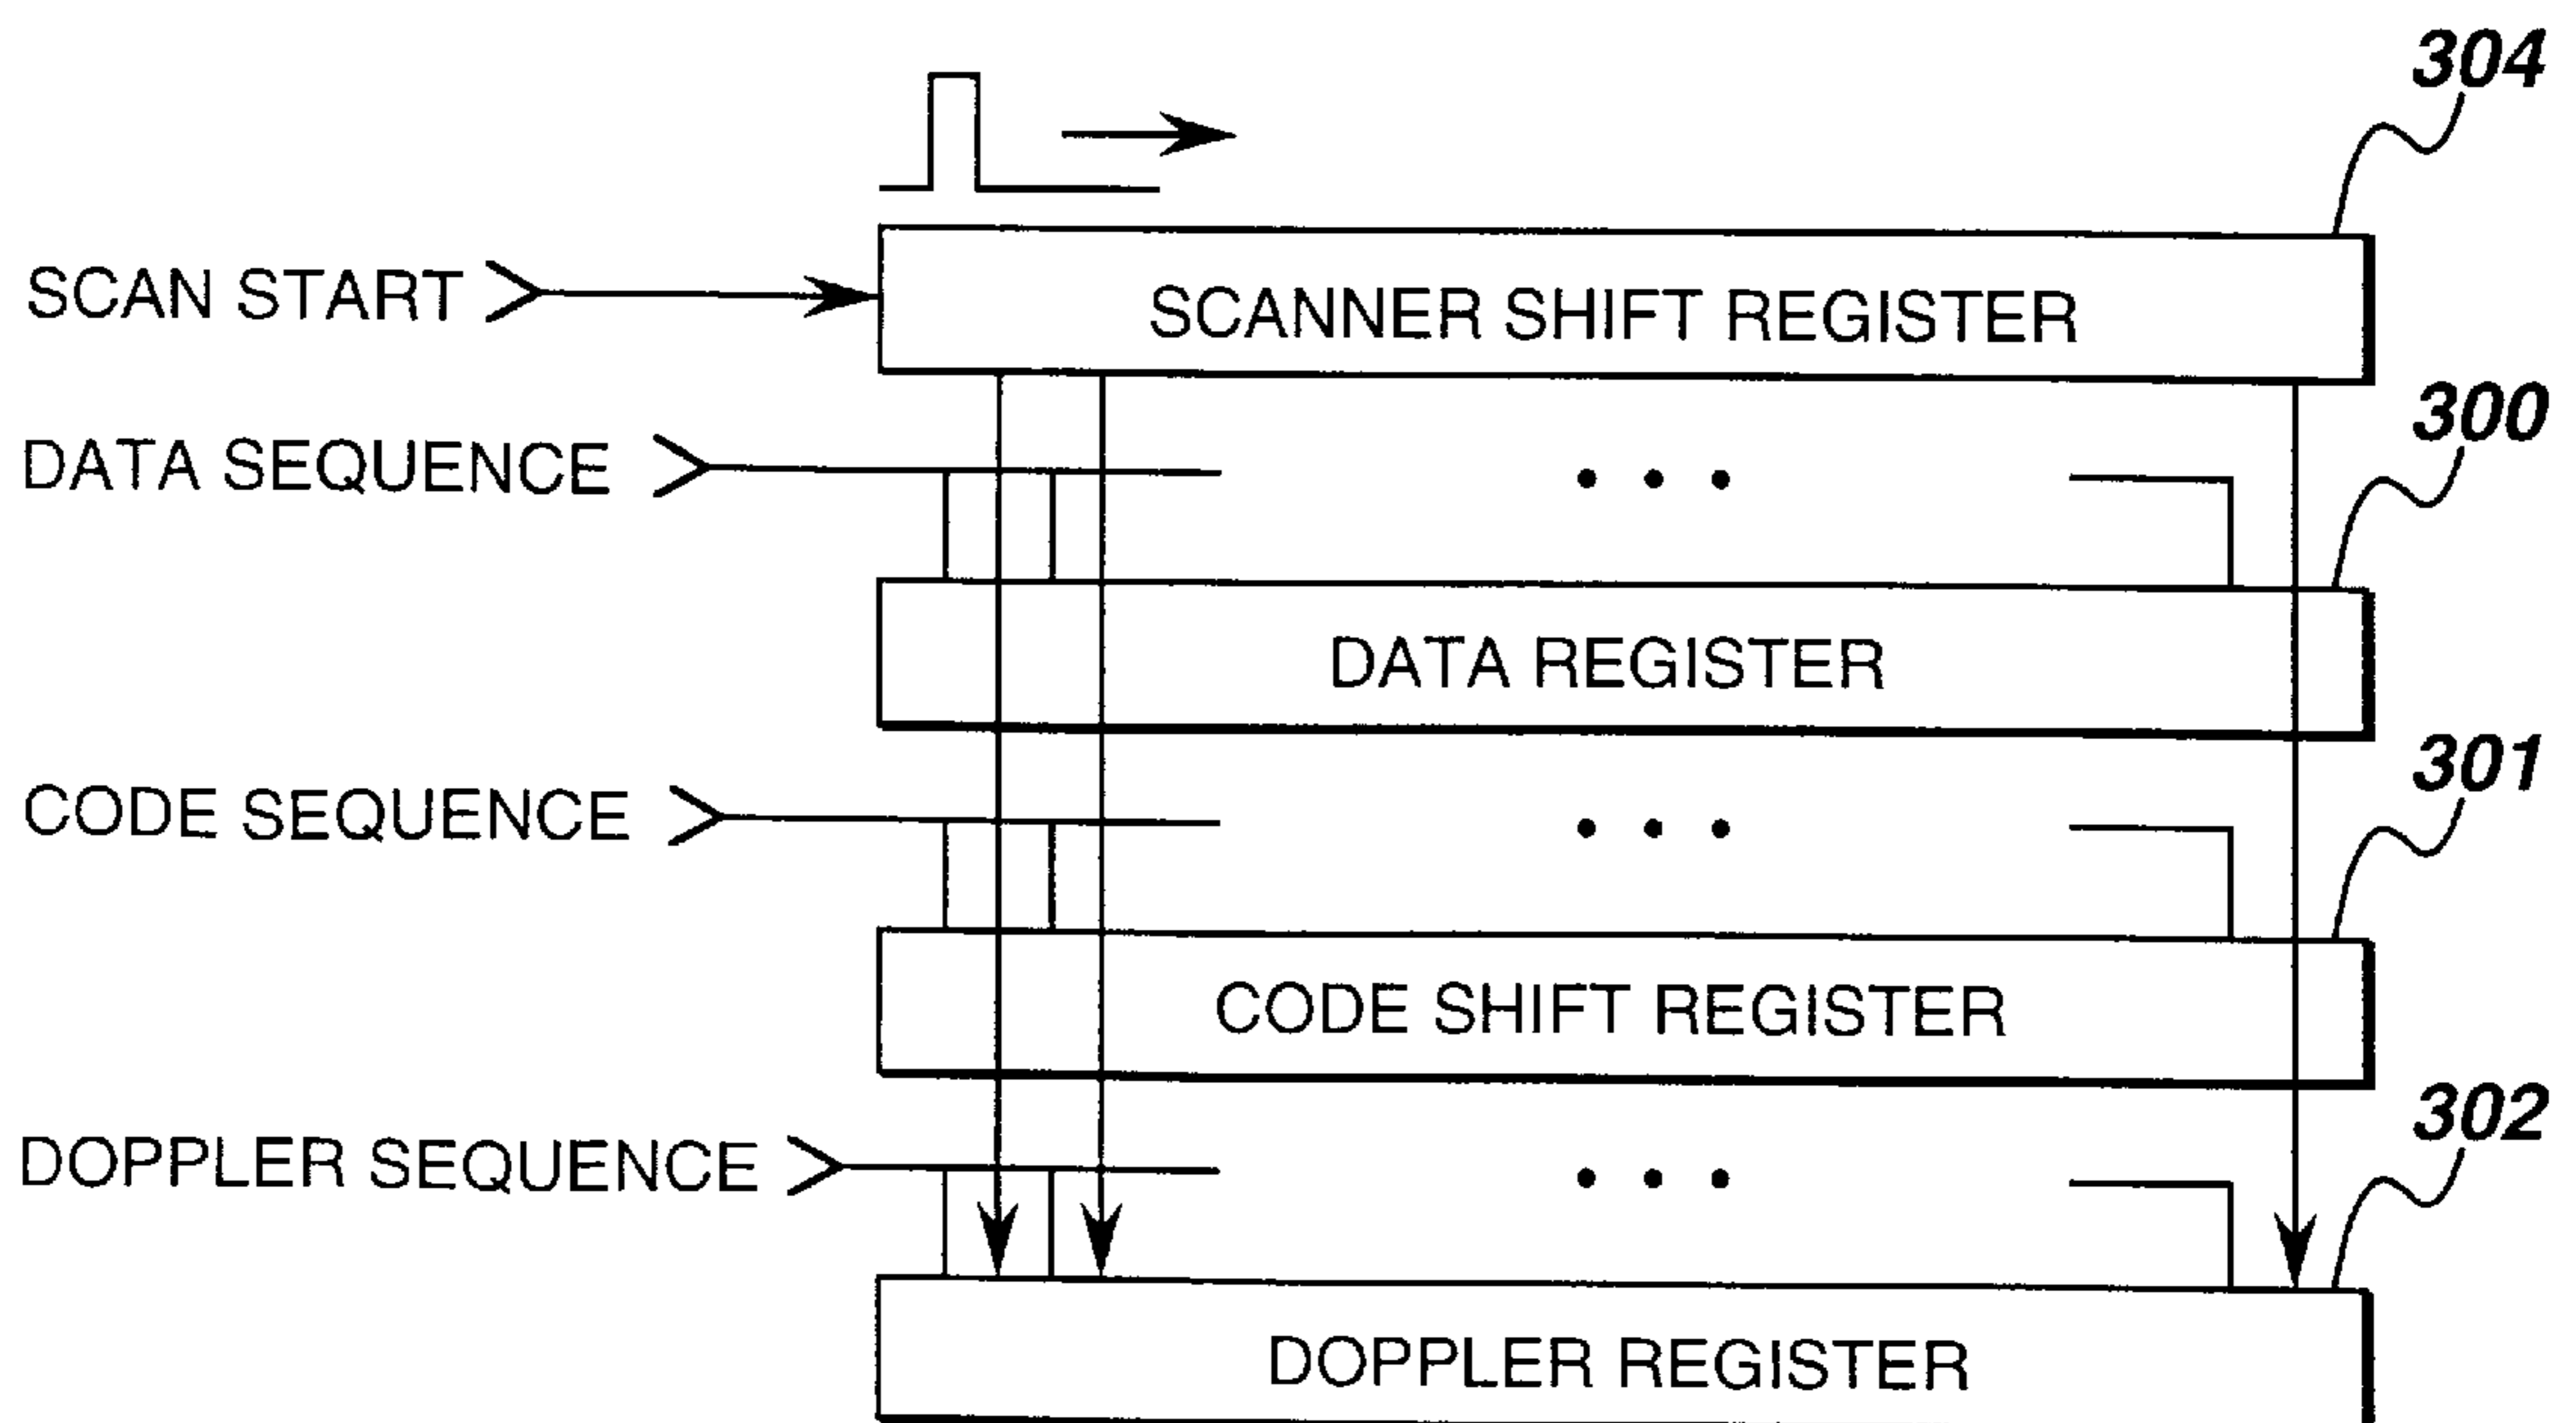 304
SCAN START
SCANNER SHIFT REGISTER
300
DATA SEQUENCE
DATA REGISTER
301
CODE SEQUENCE
CODE SHIFT REGISTER
302
DOPPLER SEQUENCE
DOPPLER REGISTER